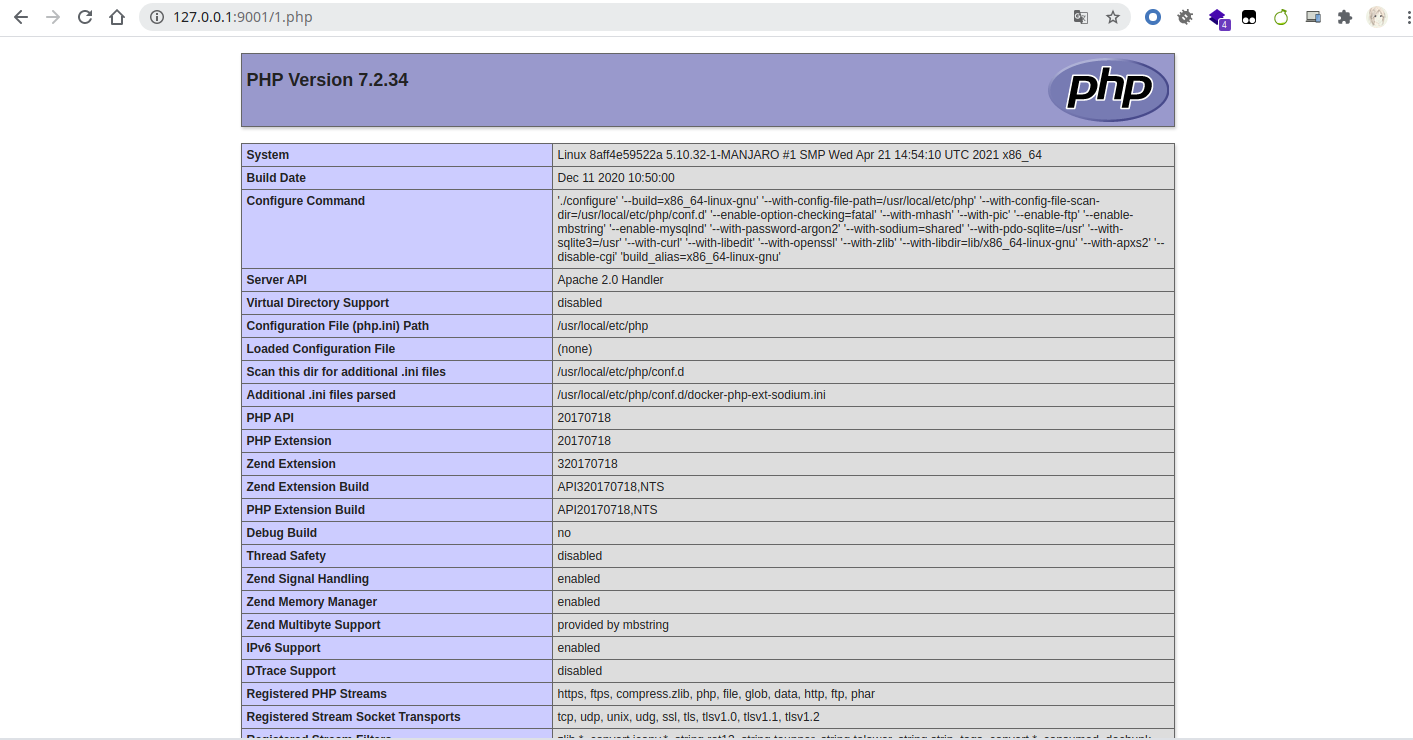 127.0.0.1:9001/1.php
4
PHP Version 7.2.34
php
System Linux 8aff4e59522a 5.10.32-1-MANJARO #1 SMP Wed Apr 21 14:54:10 UTC 2021 x86_64
Build Date Dec 11 2020 10:50:00
Configure Command './configure' '--build=x86_64-linux-gnu' '--with-config-file-path=/usr/local/etc/php' '--with-config-file-scan-
dir=/usr/local/etc/php/conf.d' '--enable-option-checking=fatal' '--with-mhash' '--with-pic' '--enable-ftp' '--enable-
mbstring' '--enable-mysqlnd' '--with-password-argon2' '--with-sodium=shared' '--with-pdo-sqlite=/usr' '--with-
sqlite3=/usr' '--with-curl' '--with-libedit' '--with-openssl' '--with-zlib' '--with-libdir=lib/x86_64-linux-gnu' '--with-apxs2' '--
disable-cgi' 'build_alias=x86_64-linux-gnu'
Server API Apache 2.0 Handler
Virtual Directory Support disabled
Configuration File (php.ini) Path /usr/local/etc/php
Loaded Configuration File (none)
Scan this dir for additional .ini files /usr/local/etc/php/conf.d
Additional .ini files parsed /usr/local/etc/php/conf.d/docker-php-ext-sodium.ini
PHP API 20170718
PHP Extension 20170718
Zend Extension 320170718
Zend Extension Build API320170718,NTS
PHP Extension Build API20170718,NTS
Debug Build no
Thread Safety disabled
Zend Signal Handling enabled
Zend Memory Manager enabled
Zend Multibyte Support provided by mbstring
IPv6 Support enabled
DTrace Support disabled
Registered PHP Streams https, ftps, compress.zlib, php, file, glob, data, http, ftp, phar
Registered Stream Socket Transports tcp, udp, unix, udg, ssl, tls, tlsv1.0, tlsv1.1, tlsv1.2